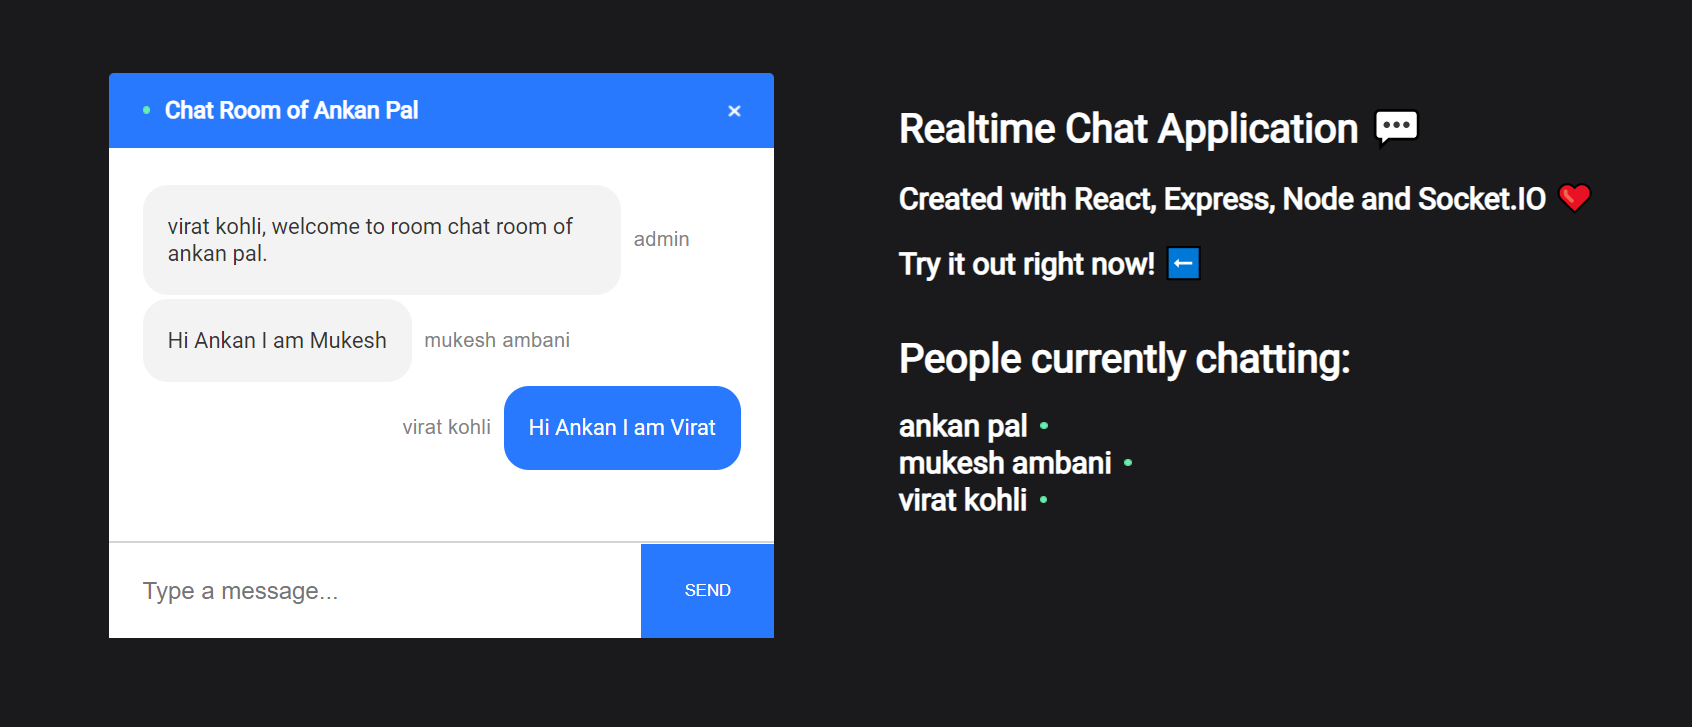 Chat Room of Ankan Pal
virat kohli, welcome to room chat room of
ankan pal.
admin
Hi Ankan I am Mukesh
mukesh ambani
virat kohli
Hi Ankan I am Virat
Type a message...
SEND
Realtime Chat Application 💬
Created with React, Express, Node and Socket.IO ❤️
Try it out right now! ⬅️
People currently chatting:
ankan pal
mukesh ambani
virat kohli